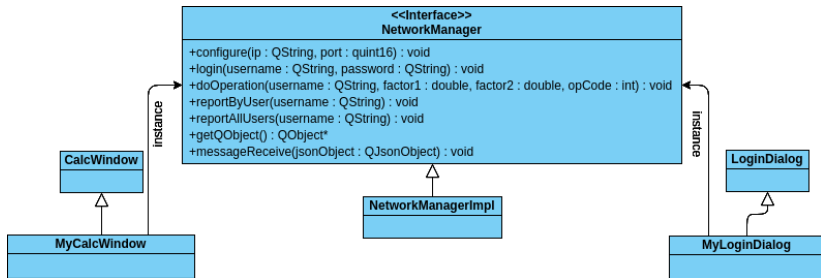 <<Interface>>
NetworkManager
+configure(ip : QString, port : quint16) : void
+login(username : QString, password : QString) : void
+doOperation(username : QString, factor1 : double, factor2 : double, opCode : int) : void
+reportByUser(username : QString) : void
+reportAllUsers(username : QString) : void
+getQObject() : QObject*
+messageReceive(jsonObject : QJsonObject) : void
instance
instance
CalcWindow
LoginDialog
NetworkManagerImpl
MyCalcWindow
MyLoginDialog